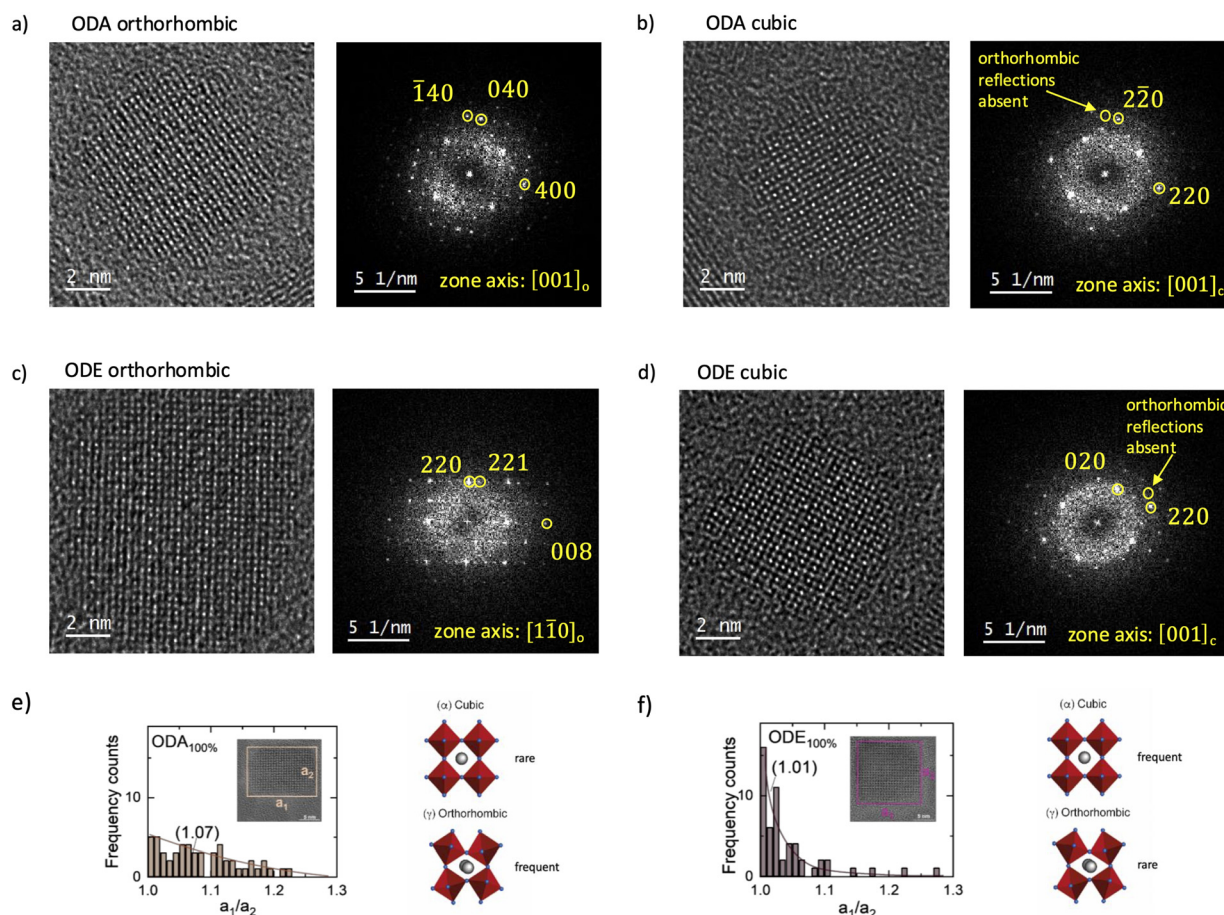 a) ODA orthorhombic
1̅40 040
400
2 nm
5 1/nm
zone axis: [001]o
b) ODA cubic
orthorhombic
reflections
absent
22̅0
220
2 nm
5 1/nm
zone axis: [001]c
c) ODE orthorhombic
220 221
008
2 nm
5 1/nm
zone axis: [11̅0]o
d) ODE cubic
orthorhombic
reflections
absent
020
220
2 nm
5 1/nm
zone axis: [001]c
e)
Frequency counts
10
0
ODA100%
(1.07)
a2
a1
5 nm
1.0 1.1 1.2 1.3
a1/a2
(α) Cubic
rare
(γ) Orthorhombic
frequent
f)
Frequency counts
10
0
ODE100%
(1.01)
5 nm
1.0 1.1 1.2 1.3
a1/a2
(α) Cubic
frequent
(γ) Orthorhombic
rare